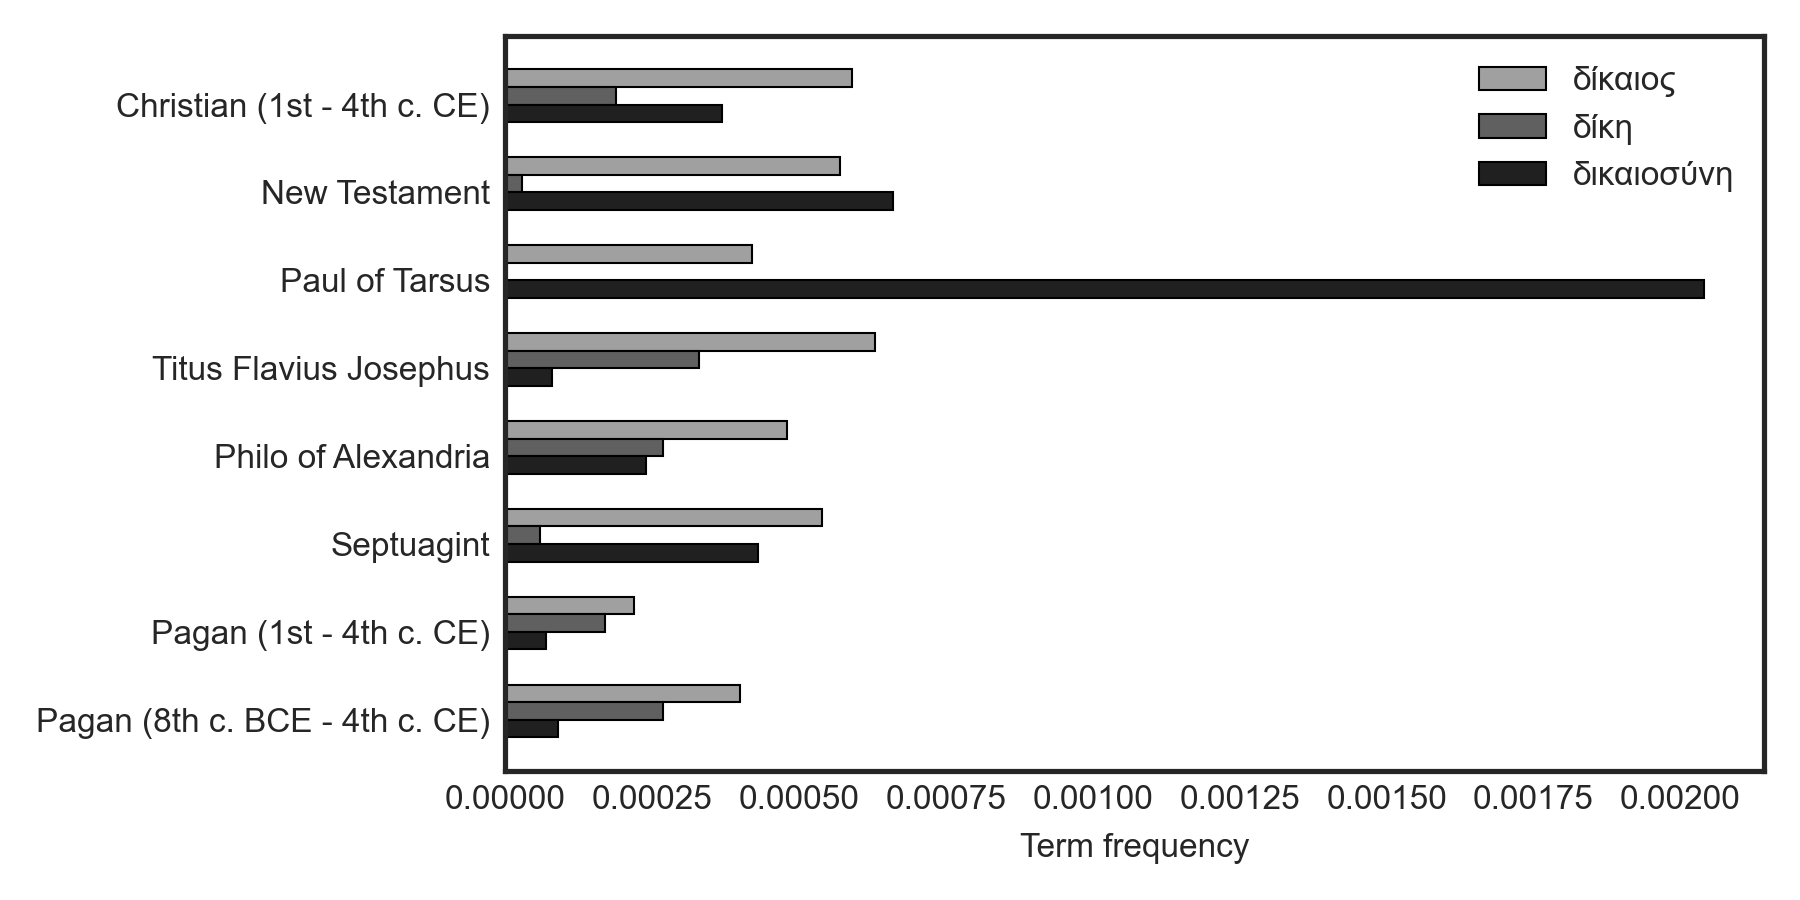 Christian (1st - 4th c. CE)
New Testament
Paul of Tarsus
Titus Flavius Josephus
Philo of Alexandria
Septuagint
Pagan (1st - 4th c. CE)
Pagan (8th c. BCE - 4th c. CE)
δίκαιος
δίκη
δικαιοσύνη
0.00000 0.00025 0.00050 0.00075 0.00100 0.00125 0.00150 0.00175 0.00200
Term frequency